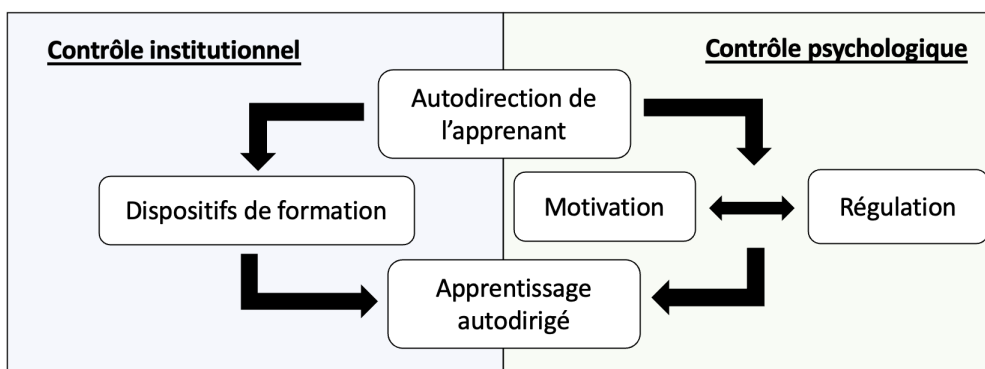 Contrôle institutionnel
Contrôle psychologique
Autodirection de
l'apprenant
Dispositifs de formation
Motivation
Régulation
Apprentissage
autodirigé